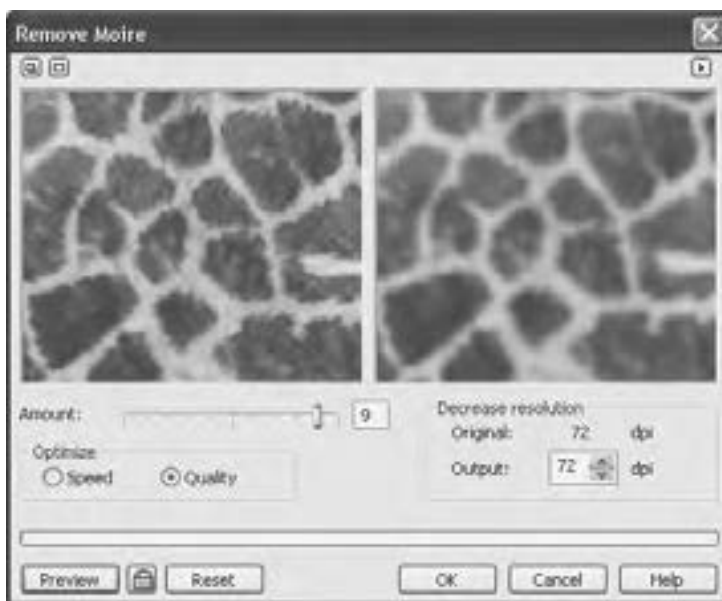 Remove Moire
Amount: 9
Optimize
Speed Quality
Decrease resolution
Original: 72 dpi
Output: 72 dpi
Preview Reset OK Cancel Help